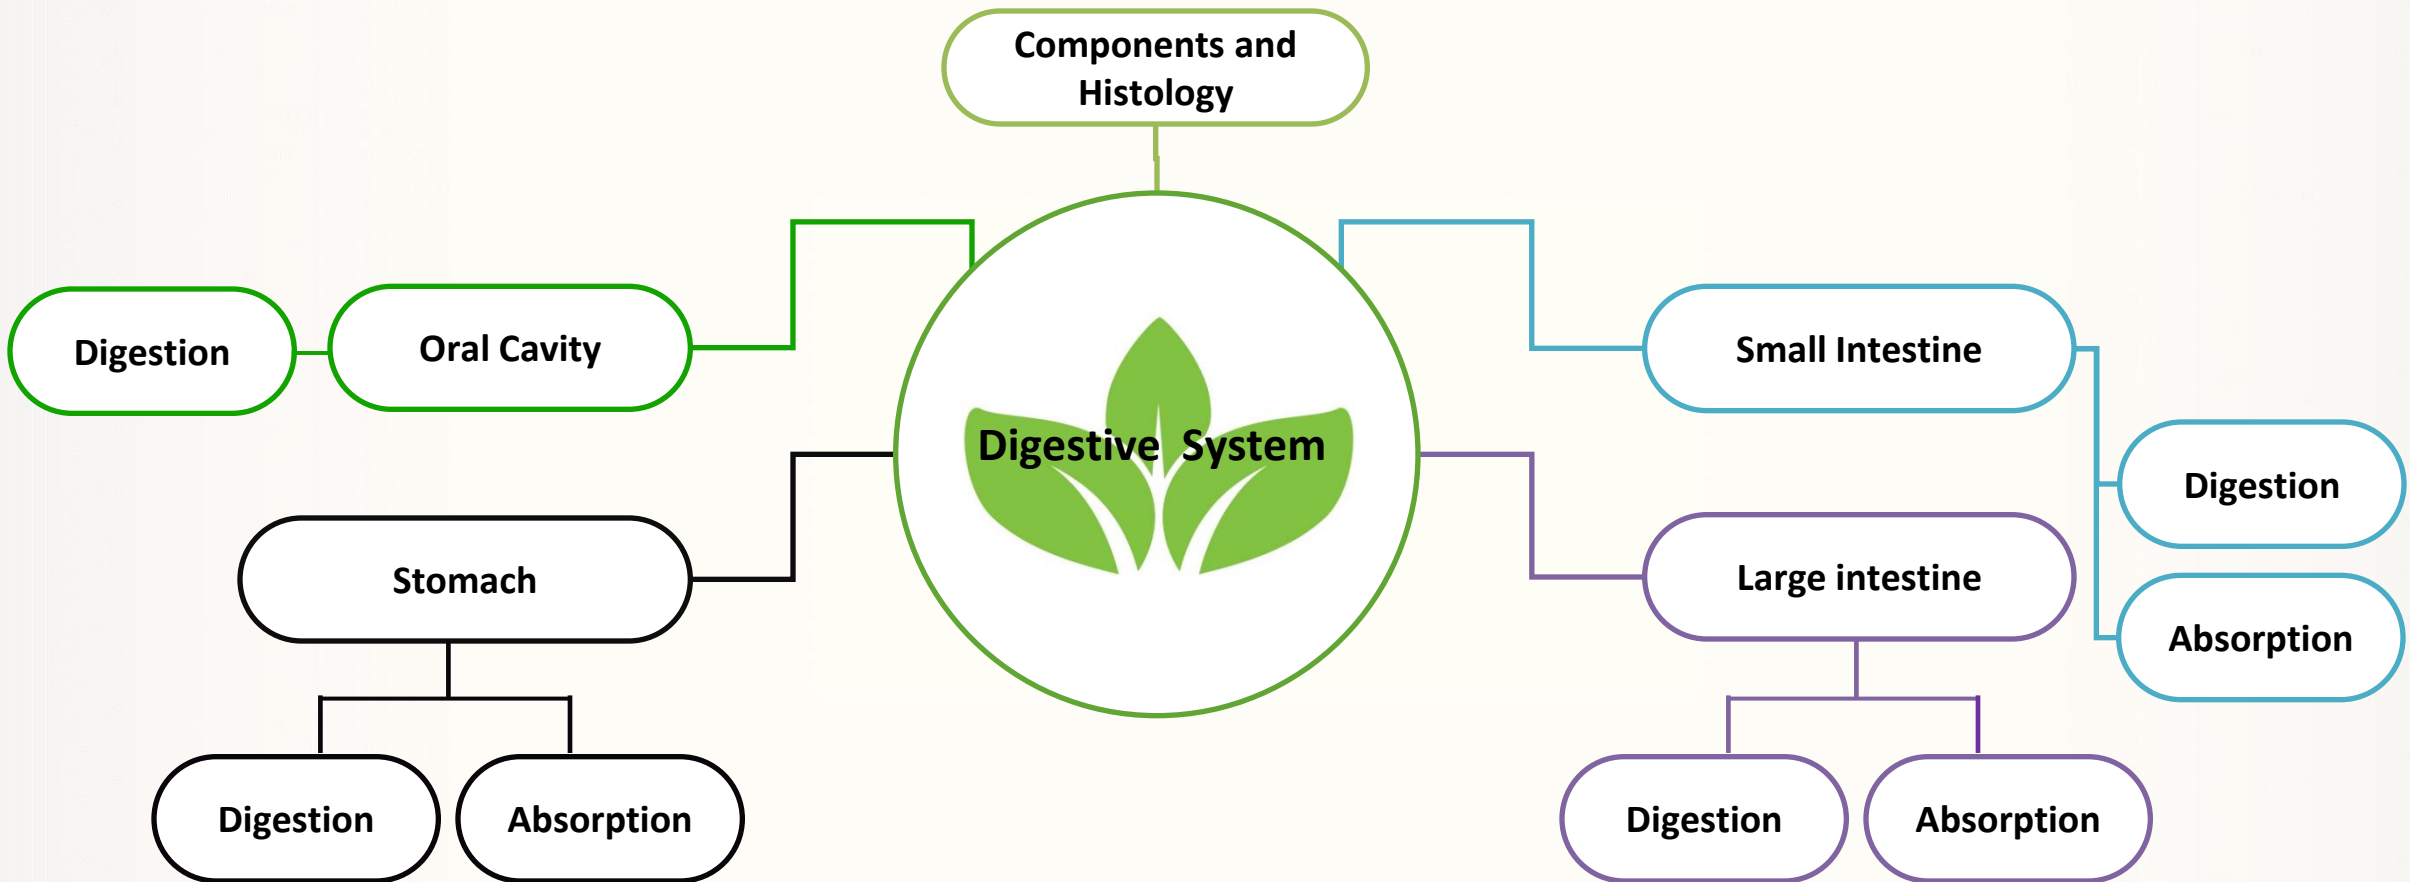 Components and
Histology
Digestion
Oral Cavity
Small Intestine
Digestive  System
Digestion
Stomach
Large intestine
Absorption
Digestion
Absorption
Digestion
Absorption